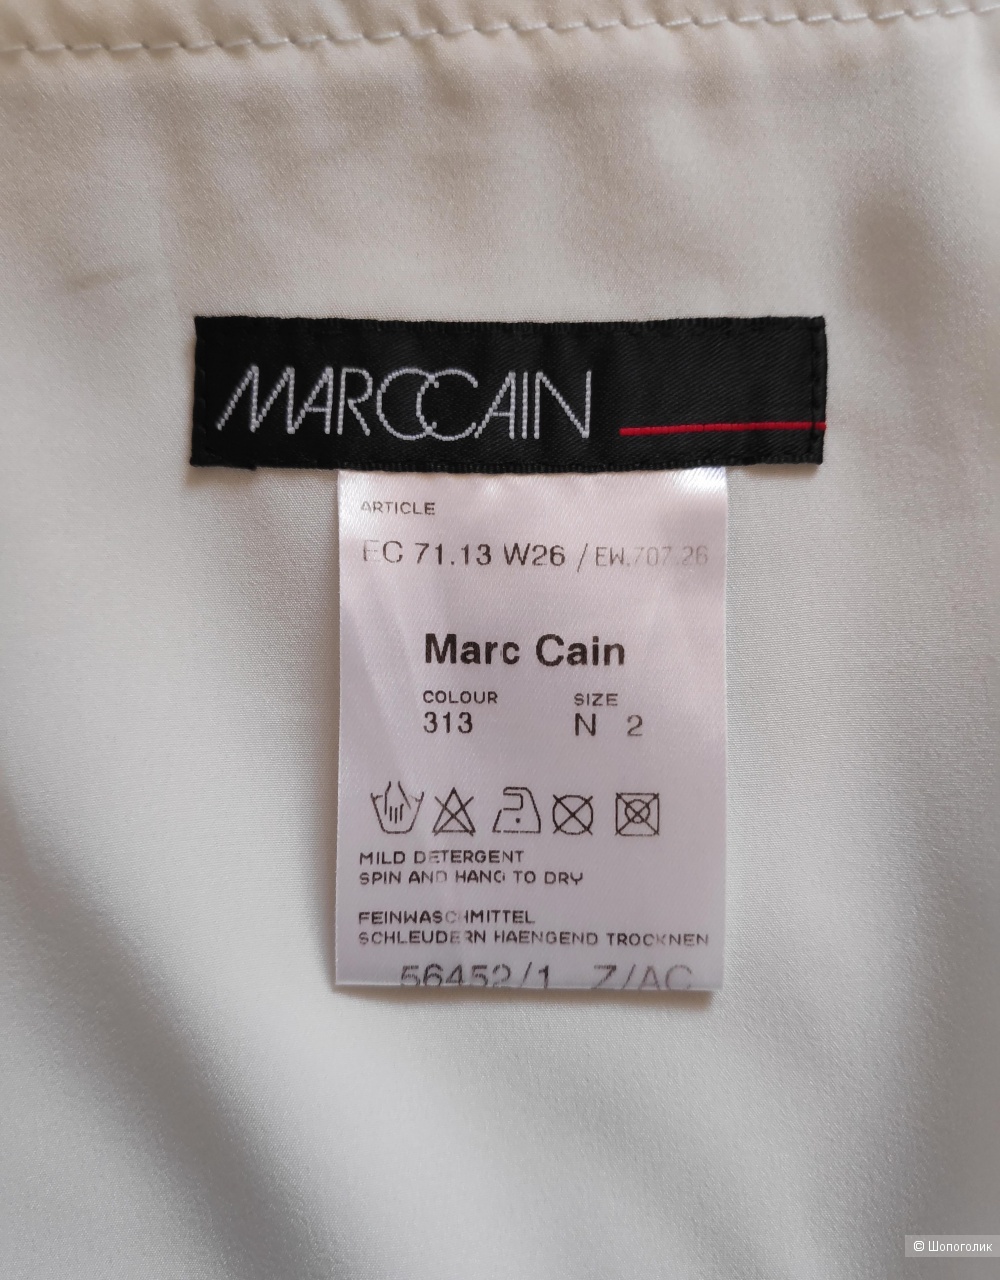 MARCCAIN
ARTICLE
EC 71.13 W26 / EW.707.26
Marc Cain
COLOUR SIZE
313 N 2
MILD DETERGENT
SPIN AND HANG TO DRY
FEINWASCHMITTEL
SCHLEUDERN HAENGEND TROCKNEN
56452/1 Z/AC
© Шопоголик